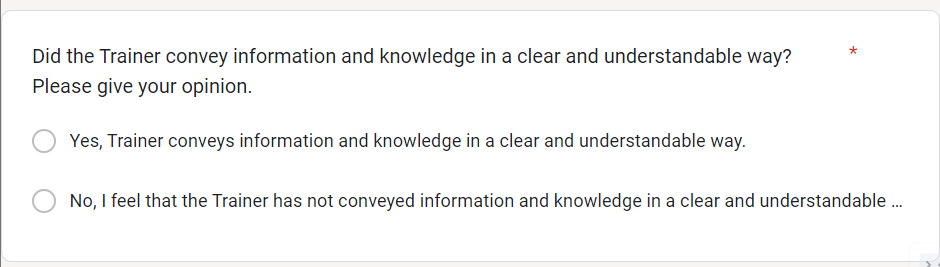 Did the Trainer convey information and knowledge in a clear and understandable way? *
Please give your opinion.
Yes, Trainer conveys information and knowledge in a clear and understandable way.
No, I feel that the Trainer has not conveyed information and knowledge in a clear and understandable ...